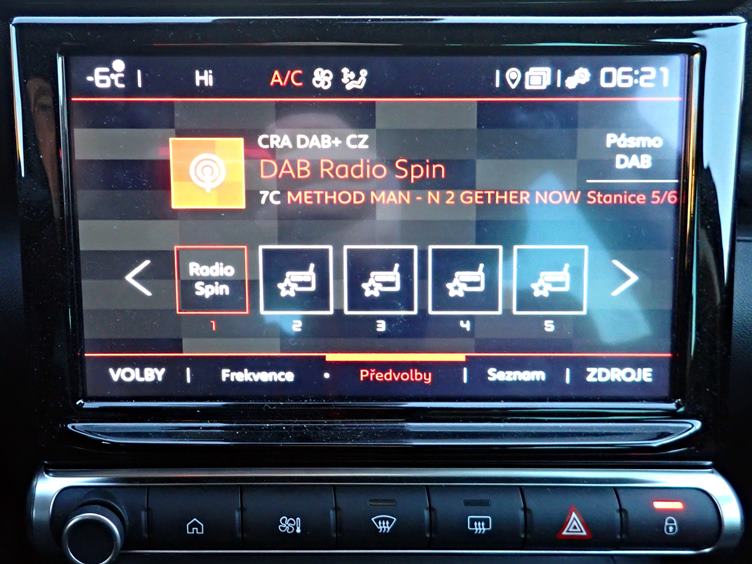 -6°C | Hi A/C 06:21
CRA DAB+ CZ
DAB Radio Spin
7C METHOD MAN - N 2 GETHER NOW Stanice 5/6
Pásmo
DAB
Radio
Spin
1 2 3 4 5
VOLBY | Frekvence • Předvolby | Seznam | ZDROJE